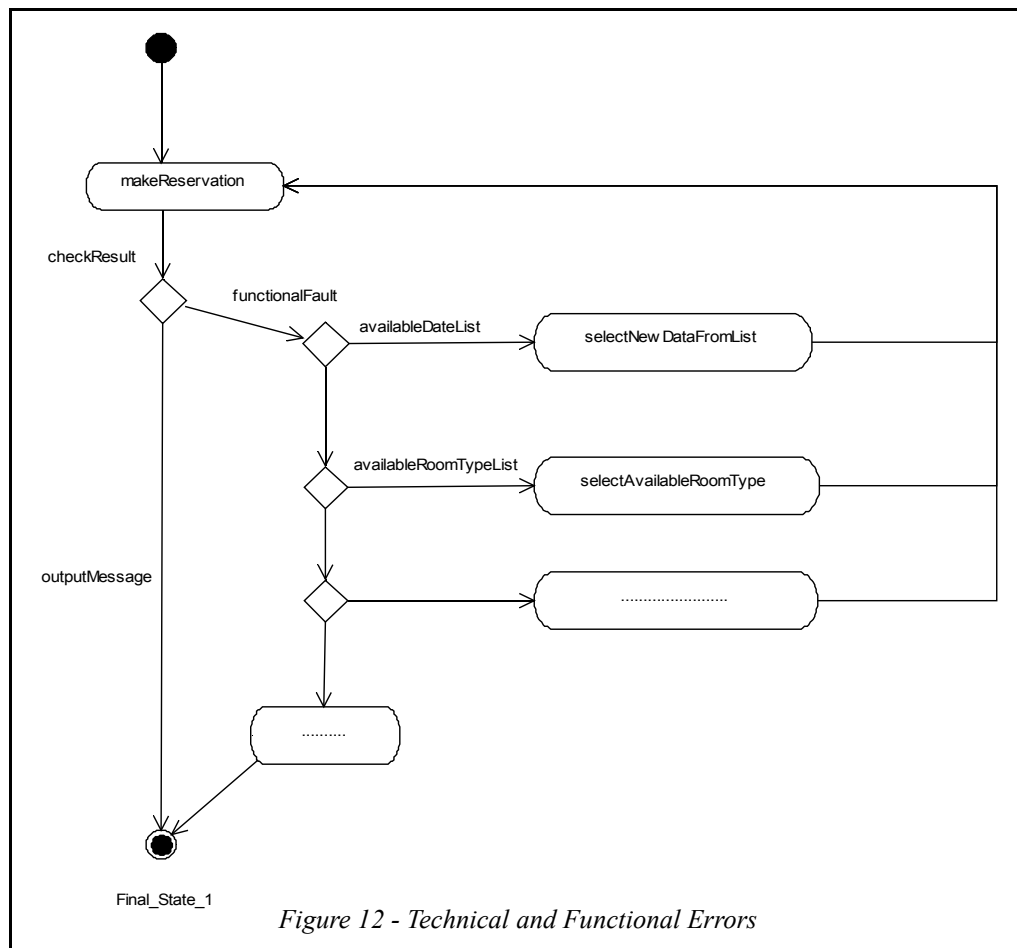 makeReservation
checkResult
functionalFault
availableDateList
selectNew DataFromList
availableRoomTypeList
selectAvailableRoomType
outputMessage
.......................
..........
Final_State_1
Figure 12 - Technical and Functional Errors